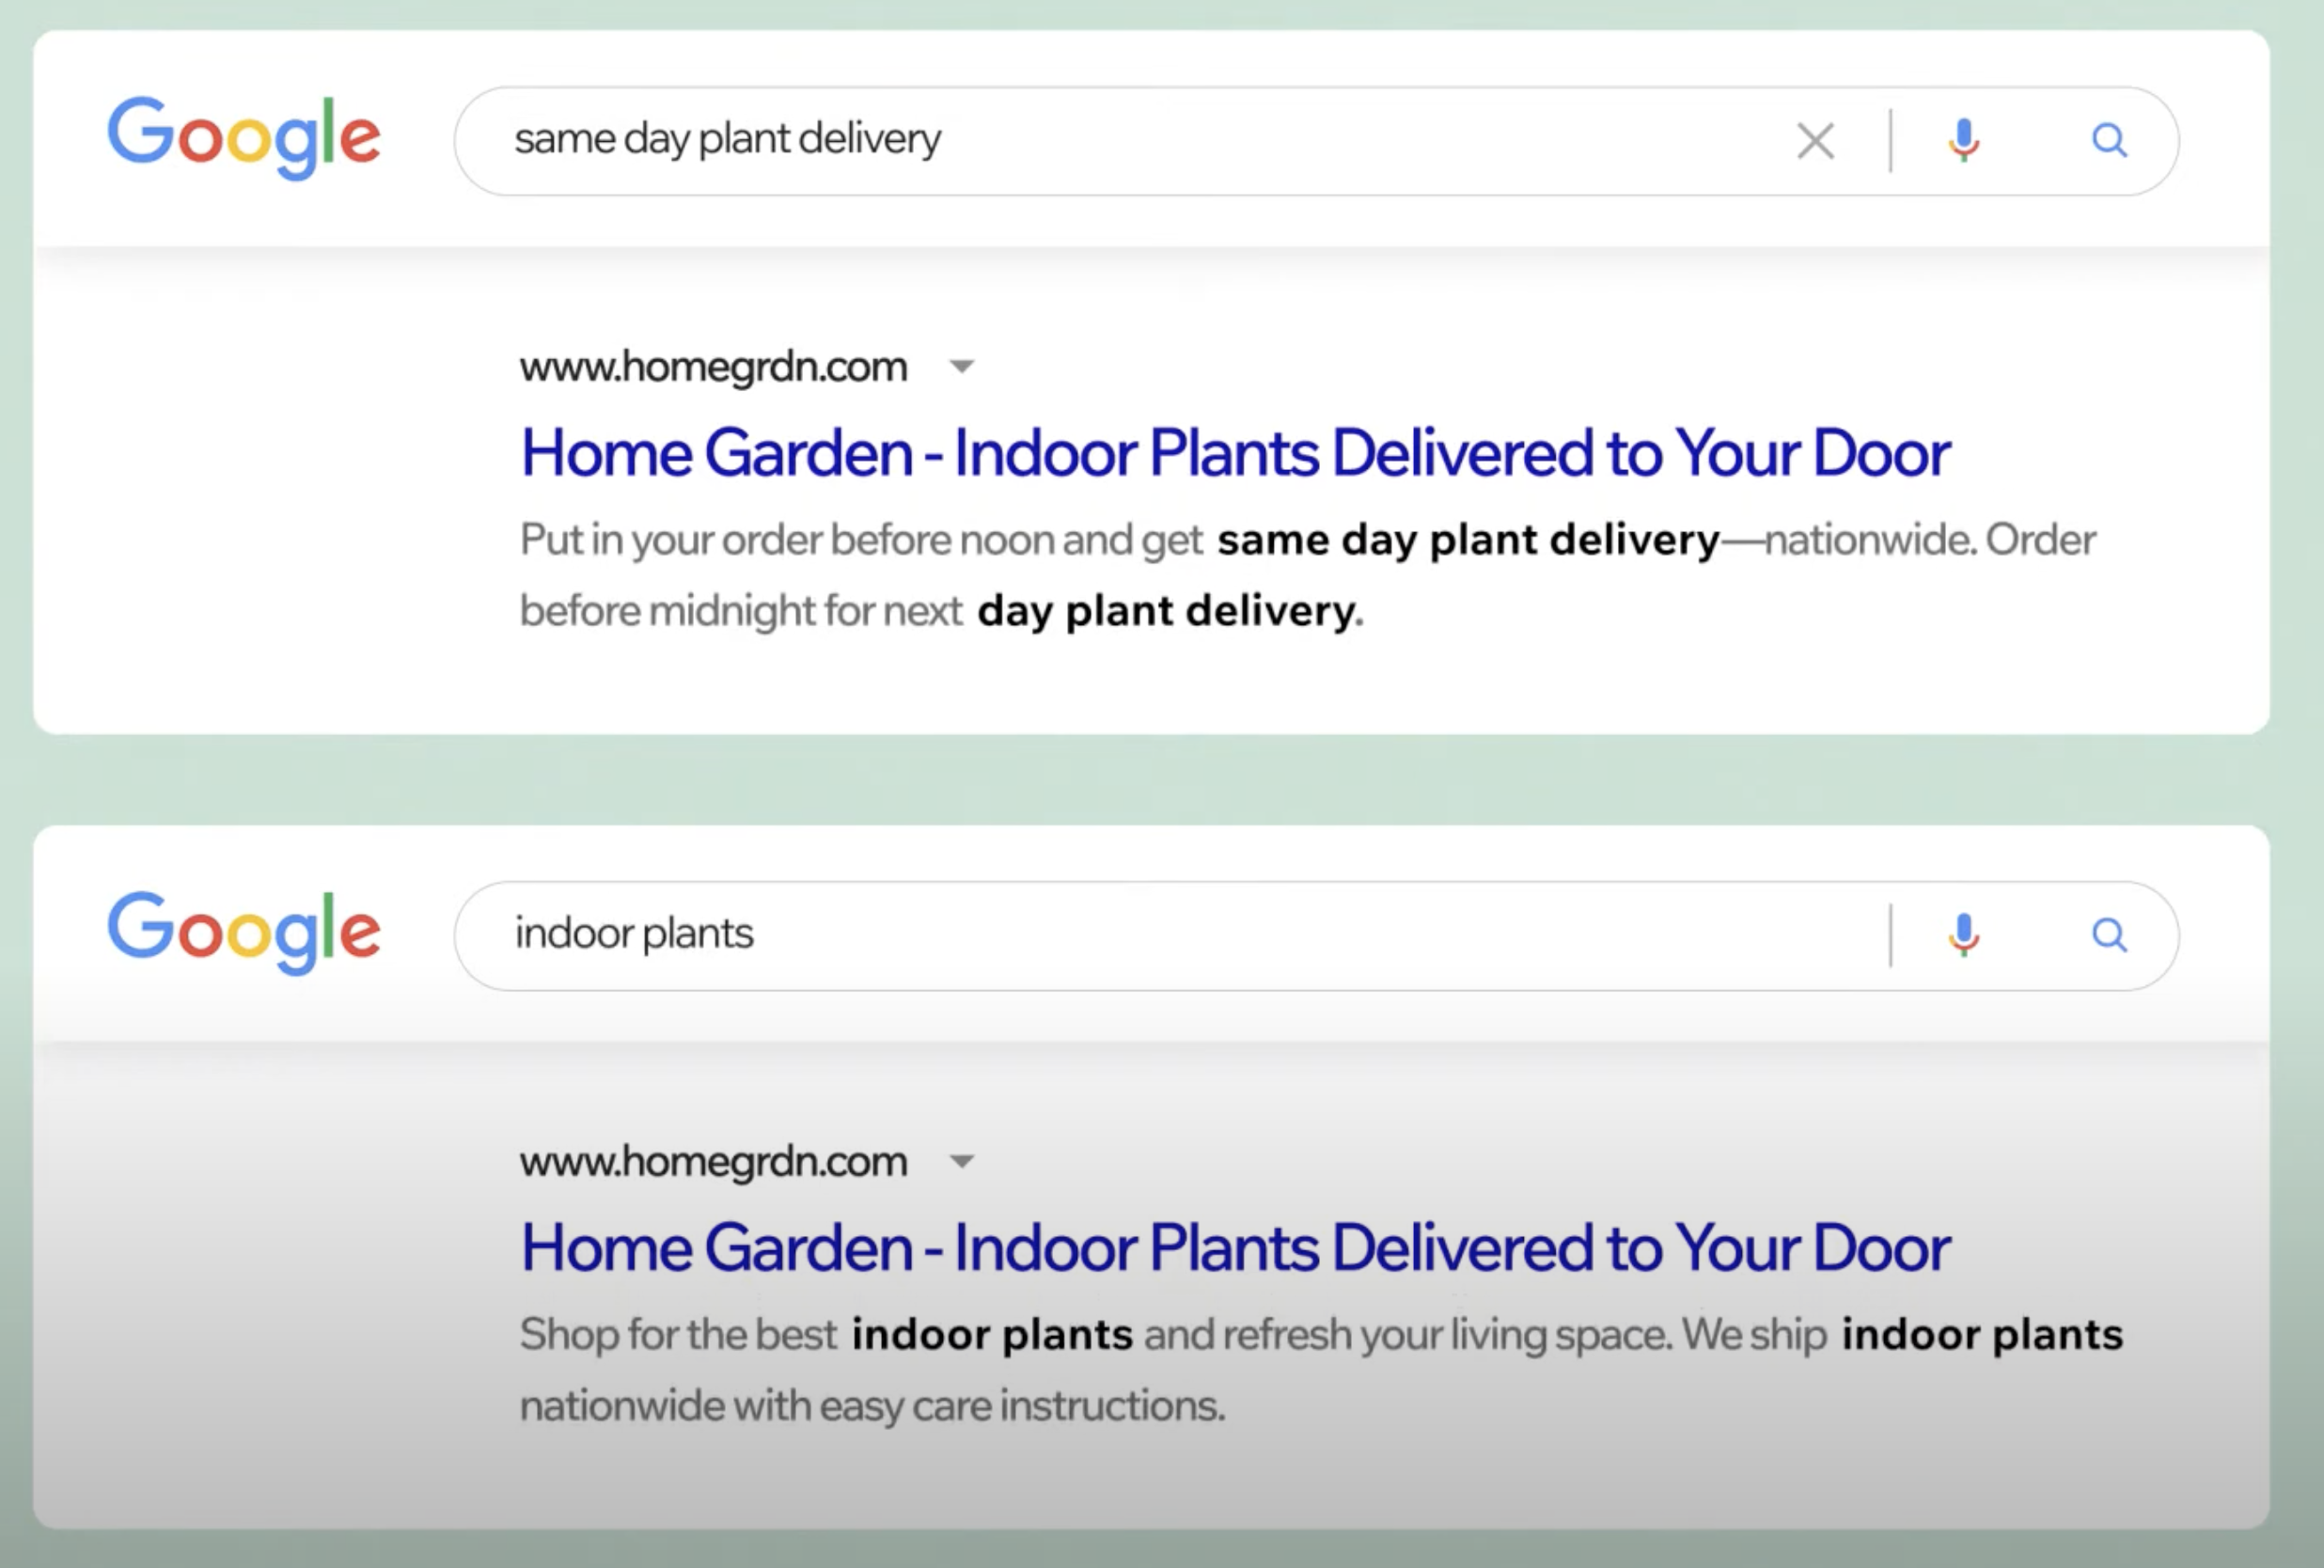 Google
same day plant delivery
www.homegrdn.com
Home Garden - Indoor Plants Delivered to Your Door
Put in your order before noon and get same day plant delivery—nationwide. Order
before midnight for next day plant delivery.
Google
indoor plants
www.homegrdn.com
Home Garden - Indoor Plants Delivered to Your Door
Shop for the best indoor plants and refresh your living space. We ship indoor plants
nationwide with easy care instructions.